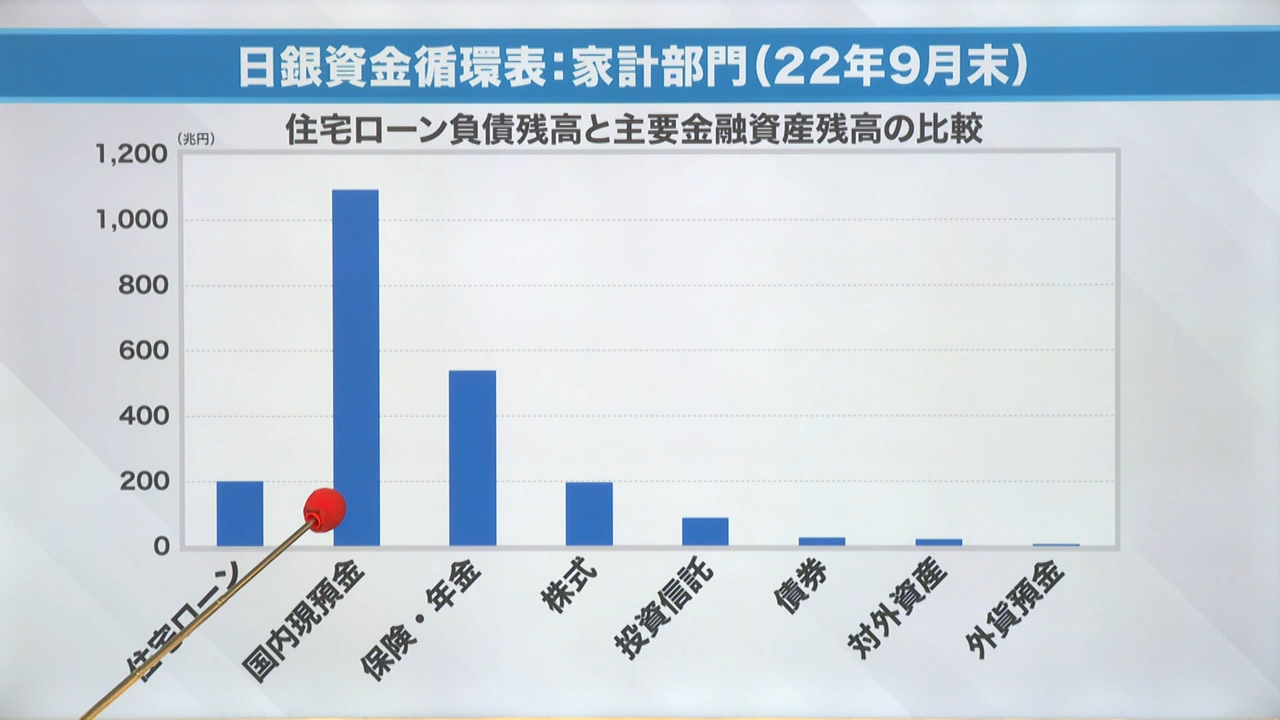 日銀資金循環表：家計部門（22年9月末）
住宅ローン負債残高と主要金融資産残高の比較
（兆円）
1,200
1,000
800
600
400
200
0
住宅ローン
国内現預金
保険・年金
株式
投資信託
債券
対外資産
外貨預金